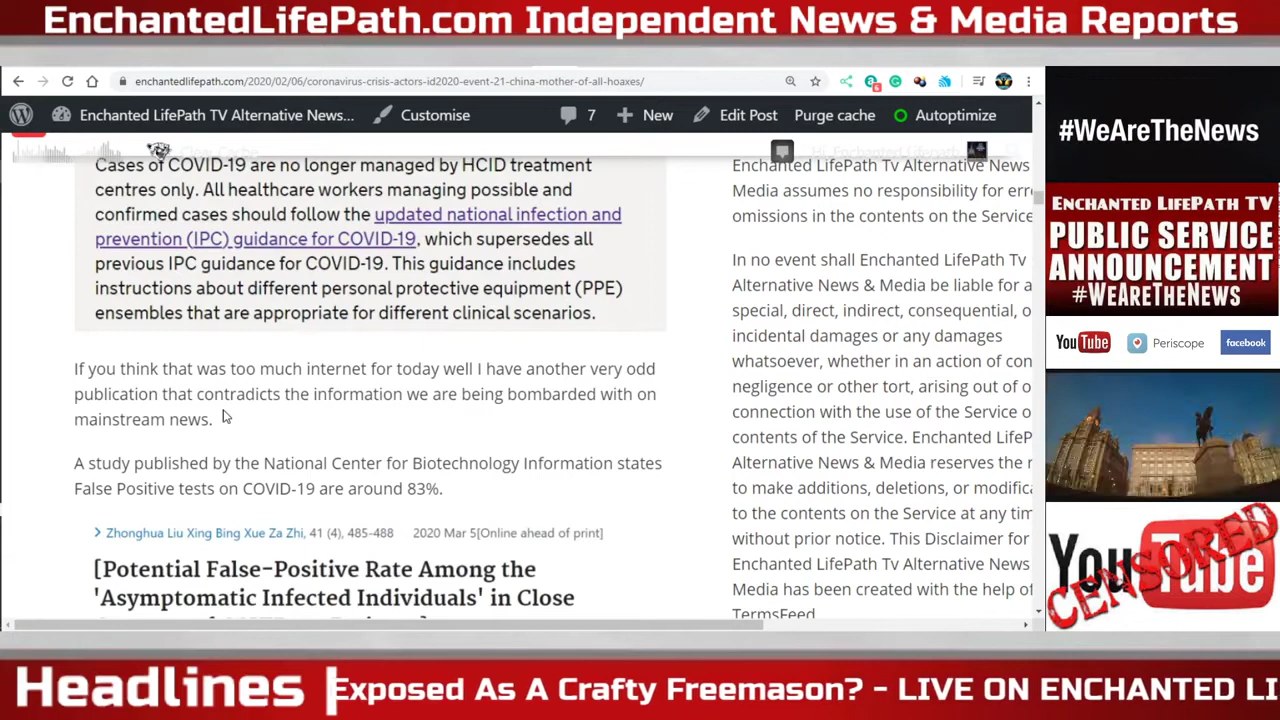 EnchantedLifePath.com Independent News & Media Reports
enchantedlifepath.com/2020/02/06/coronavirus-crisis-actors-id2020-event-21-china-mother-of-all-hoaxes/
Enchanted LifePath TV Alternative News... Customise 7 New Edit Post Purge cache Autoptimize
Clear Cache
Hi, Enchanted Lifepath
Cases of COVID-19 are no longer managed by HCID treatment
centres only. All healthcare workers managing possible and
confirmed cases should follow the updated national infection and
prevention (IPC) guidance for COVID-19, which supersedes all
previous IPC guidance for COVID-19. This guidance includes
instructions about different personal protective equipment (PPE)
ensembles that are appropriate for different clinical scenarios.
If you think that was too much internet for today well I have another very odd
publication that contradicts the information we are being bombarded with on
mainstream news.
A study published by the National Center for Biotechnology Information states
False Positive tests on COVID-19 are around 83%.
Zhonghua Liu Xing Bing Xue Za Zhi, 41 (4), 485-488 2020 Mar 5[Online ahead of print]
[Potential False-Positive Rate Among the
'Asymptomatic Infected Individuals' in Close
Enchanted LifePath Tv Alternative News
Media assumes no responsibility for err
omissions in the contents on the Service
In no event shall Enchanted LifePath Tv
Alternative News & Media be liable for a
special, direct, indirect, consequential, o
incidental damages or any damages
whatsoever, whether in an action of con
negligence or other tort, arising out of o
connection with the use of the Service o
contents of the Service. Enchanted LifeP
Alternative News & Media reserves the r
to make additions, deletions, or modifica
to the contents on the Service at any tim
without prior notice. This Disclaimer for
Enchanted LifePath Tv Alternative News
Media has been created with the help of
TermsFeed
#WeAreTheNews
Enchanted LifePath TV
PUBLIC SERVICE
ANNOUNCEMENT
#WEARETHENEWS
YouTube Periscope facebook
YouTube
CENSORED
Headlines Exposed As A Crafty Freemason? - LIVE ON ENCHANTED LI